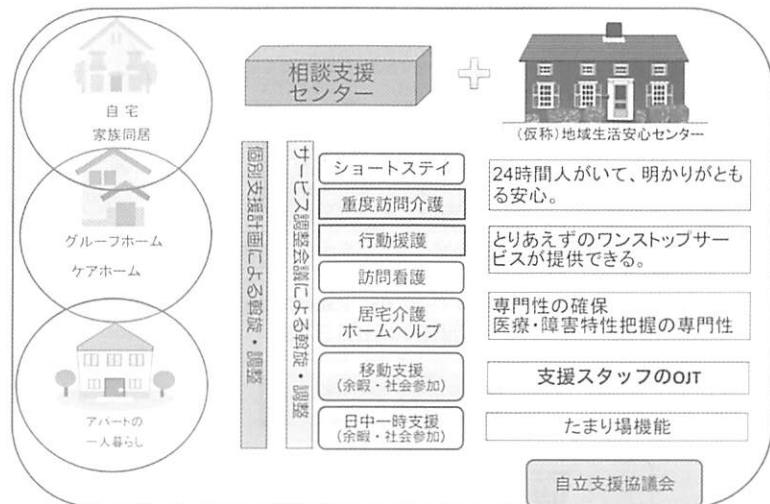 自宅
家族同居
グループホーム
ケアホーム
アパートの
一人暮らし
相談支援
センター
(仮称)地域生活安心センター
個別支援計画による斡旋・調整
サービス調整会議による斡旋・調整
ショートステイ
重度訪問介護
行動援護
訪問看護
居宅介護
ホームヘルプ
移動支援
(余暇・社会参加)
日中一時支援
(余暇・社会参加)
24時間人がいて、明かりがとも
る安心。
とりあえずのワンストップサー
ビスが提供できる。
専門性の確保
医療・障害特性把握の専門性
支援スタッフのOJT
たまり場機能
自立支援協議会